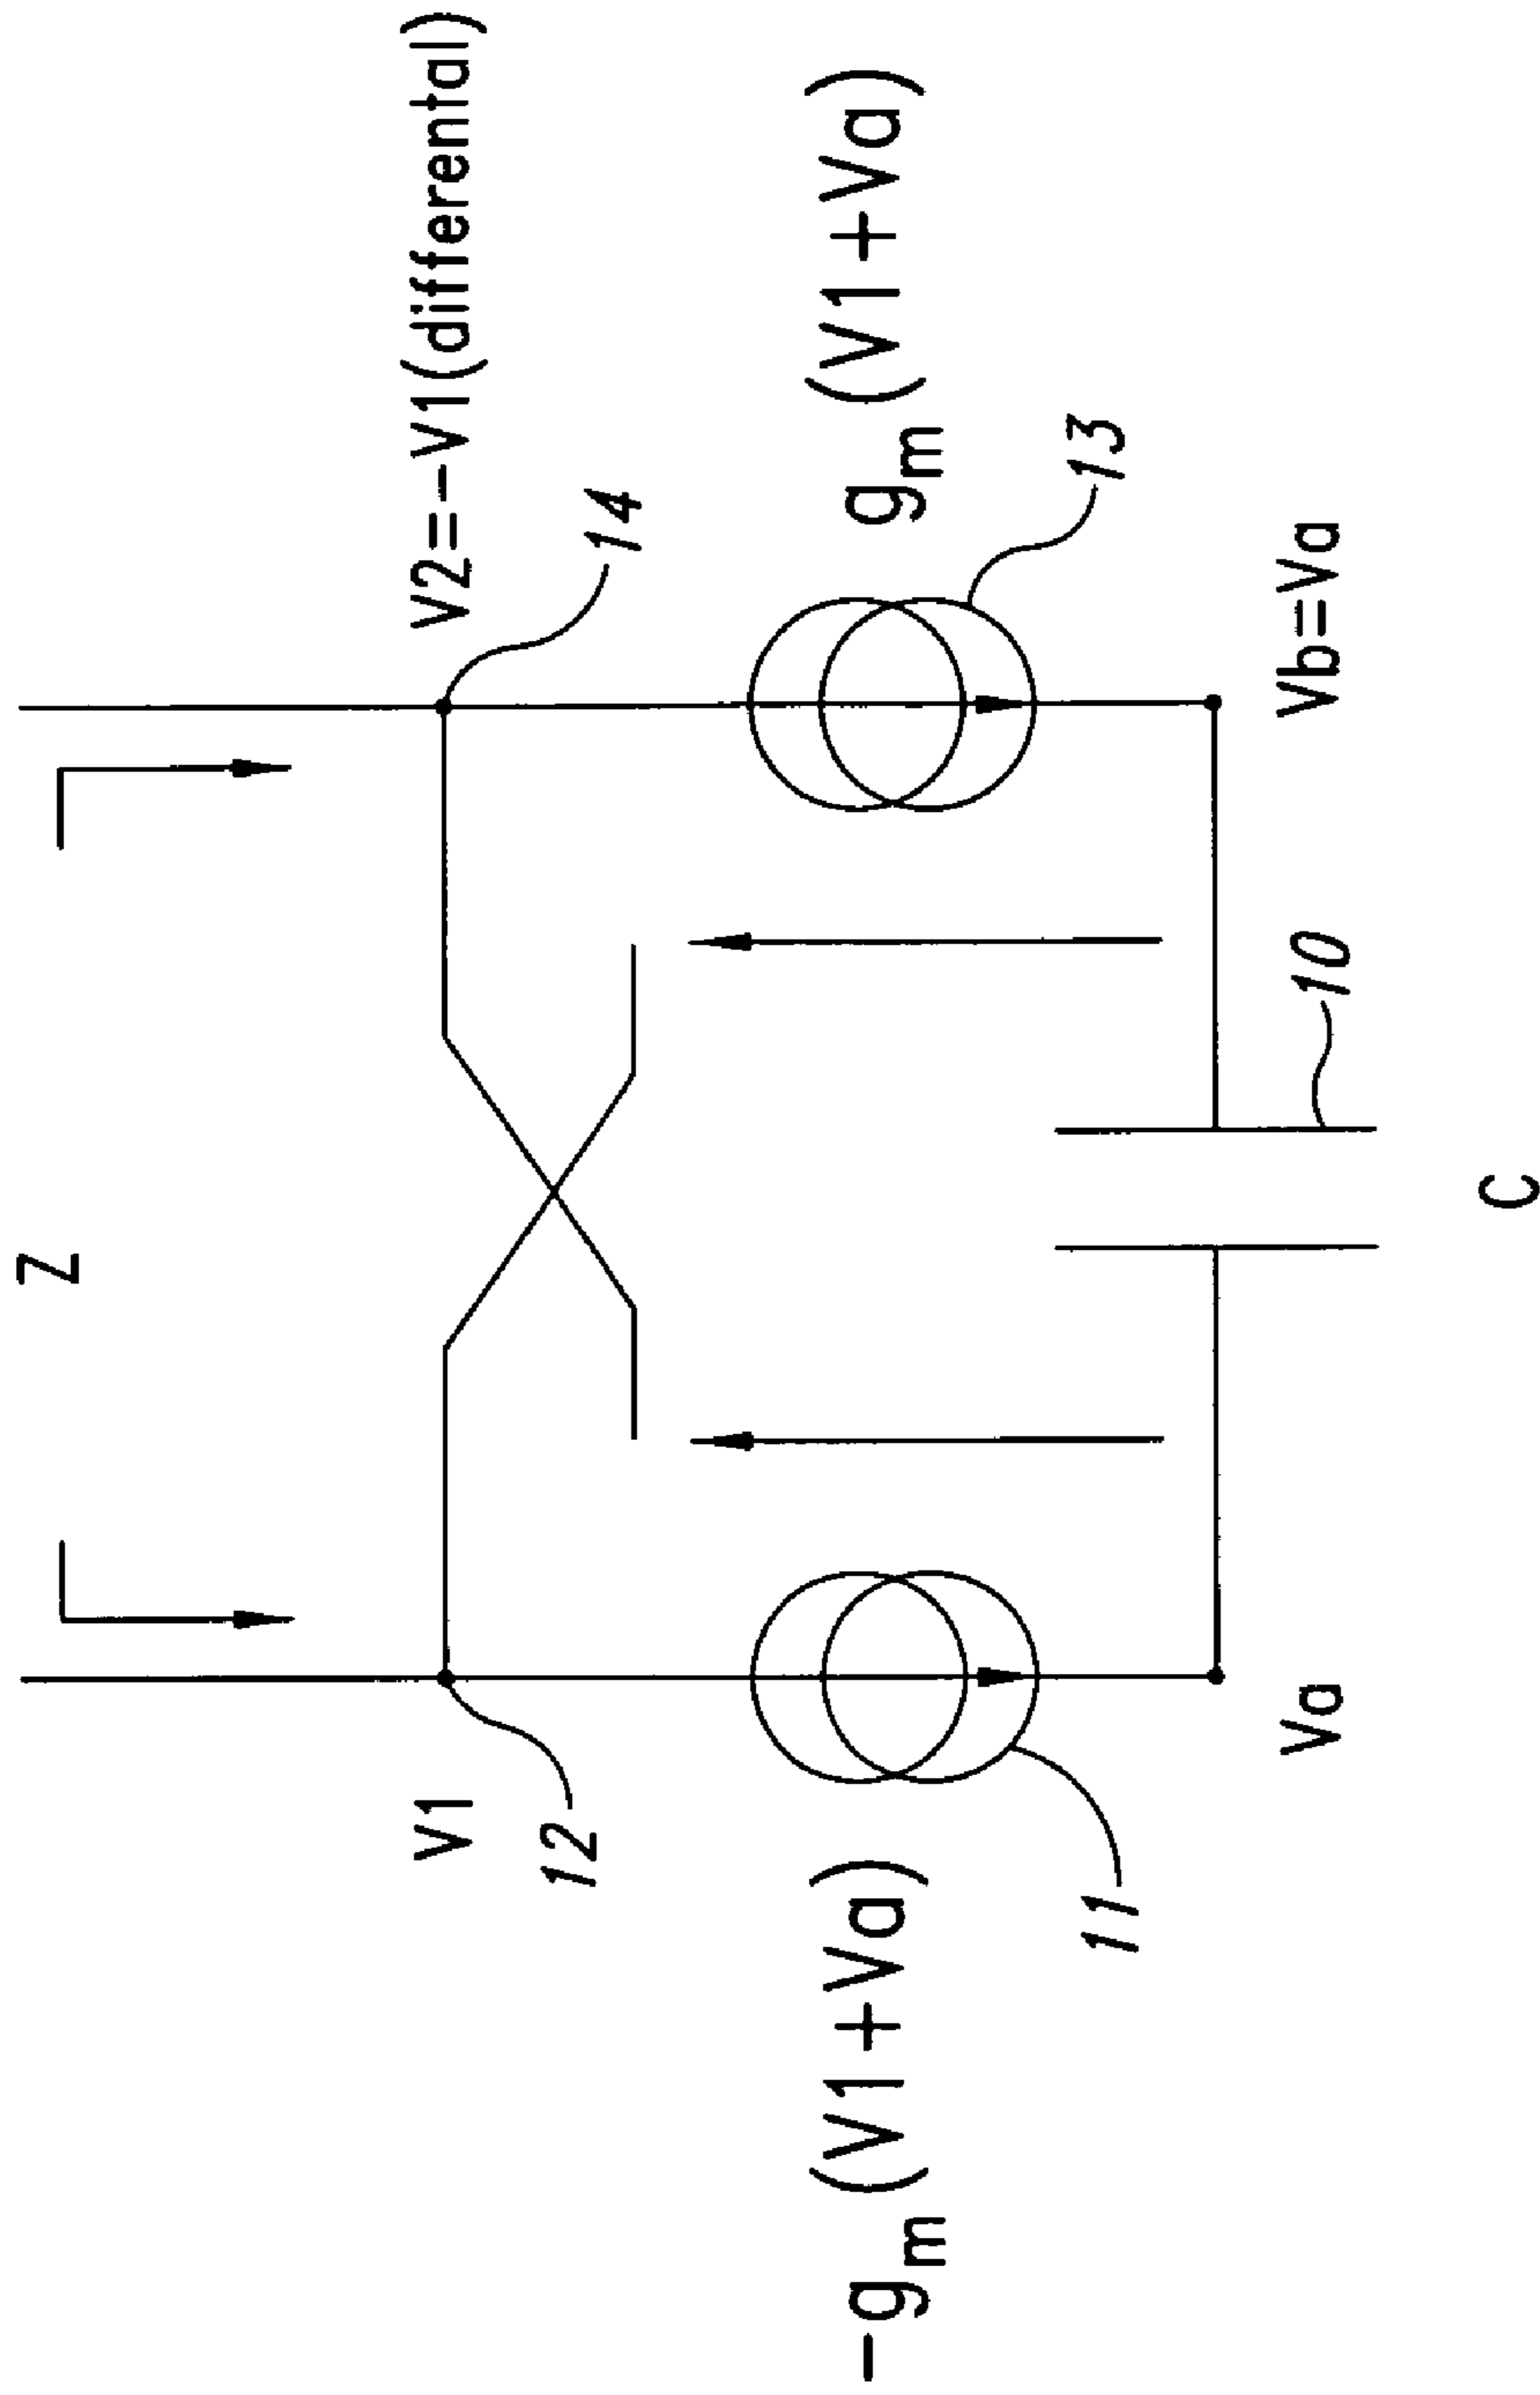 Z
V1
V2=-V1(differental)
12
14
-gm(V1+Va)
gm(V1+Va)
11
13
Va
10
Vb=Va
C